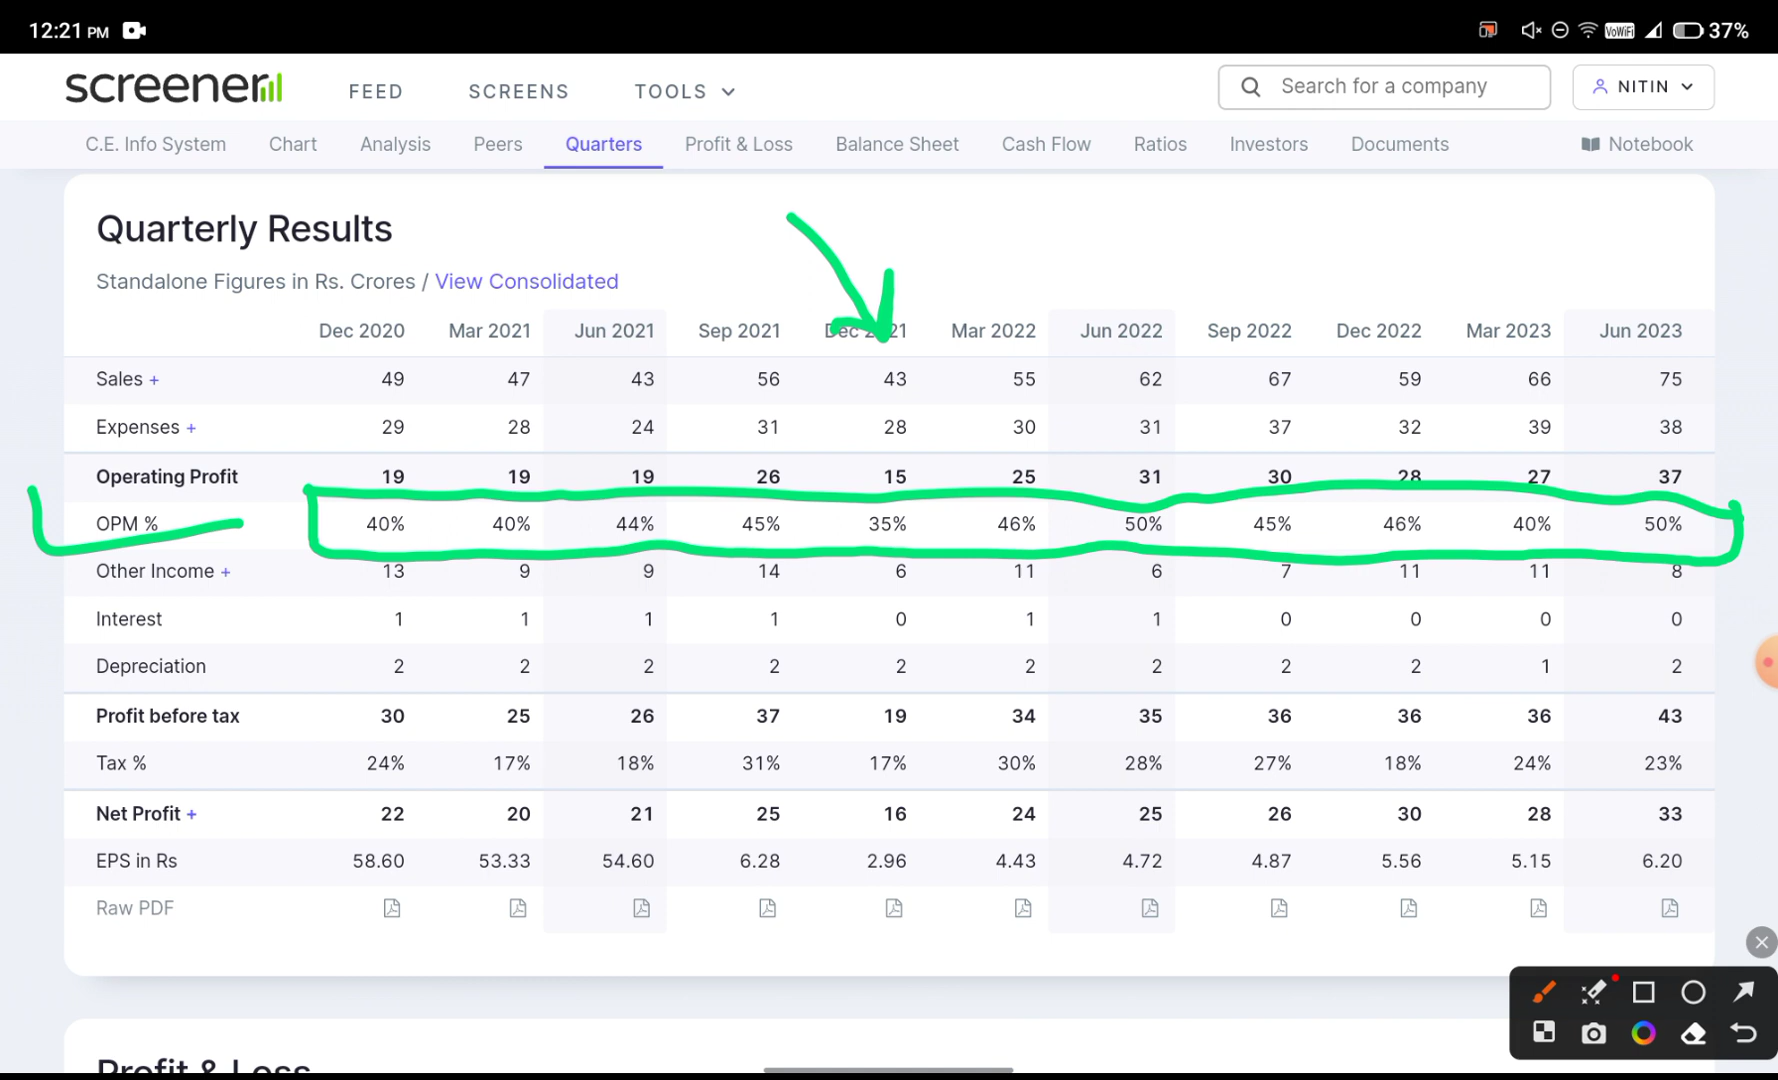 12:21 PM VoWiFi 37%
screener FEED SCREENS TOOLS Search for a company NITIN
C.E. Info System Chart Analysis Peers Quarters Profit & Loss Balance Sheet Cash Flow Ratios Investors Documents Notebook
Quarterly Results
Standalone Figures in Rs. Crores / View Consolidated
Dec 2020 Mar 2021 Jun 2021 Sep 2021 Dec 2021 Mar 2022 Jun 2022 Sep 2022 Dec 2022 Mar 2023 Jun 2023
Sales + 49 47 43 56 43 55 62 67 59 66 75
Expenses + 29 28 24 31 28 30 31 37 32 39 38
Operating Profit 19 19 19 26 15 25 31 30 28 27 37
OPM % 40% 40% 44% 45% 35% 46% 50% 45% 46% 40% 50%
Other Income + 13 9 9 14 6 11 6 7 11 11 8
Interest 1 1 1 1 0 1 1 0 0 0 0
Depreciation 2 2 2 2 2 2 2 2 2 1 2
Profit before tax 30 25 26 37 19 34 35 36 36 36 43
Tax % 24% 17% 18% 31% 17% 30% 28% 27% 18% 24% 23%
Net Profit + 22 20 21 25 16 24 25 26 30 28 33
EPS in Rs 58.60 53.33 54.60 6.28 2.96 4.43 4.72 4.87 5.56 5.15 6.20
Raw PDF
Profit & Loss